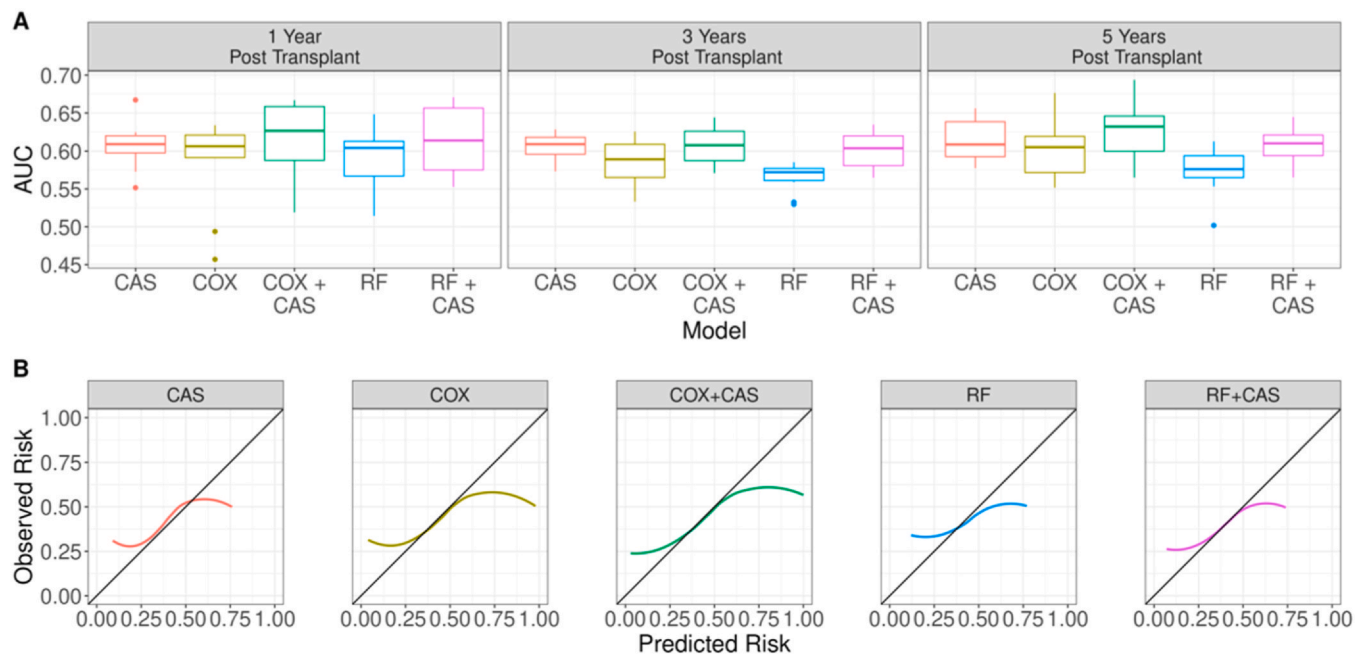 A
1 Year
Post Transplant
3 Years
Post Transplant
5 Years
Post Transplant
AUC
0.70
0.65
0.60
0.55
0.50
0.45
CAS COX COX + CAS RF RF + CAS
CAS COX COX + CAS RF RF + CAS
CAS COX COX + CAS RF RF + CAS
Model
B
CAS
COX
COX+CAS
RF
RF+CAS
Observed Risk
1.00
0.75
0.50
0.25
0.00
0.00 0.25 0.50 0.75 1.00
0.00 0.25 0.50 0.75 1.00
0.00 0.25 0.50 0.75 1.00
0.00 0.25 0.50 0.75 1.00
0.00 0.25 0.50 0.75 1.00
Predicted Risk